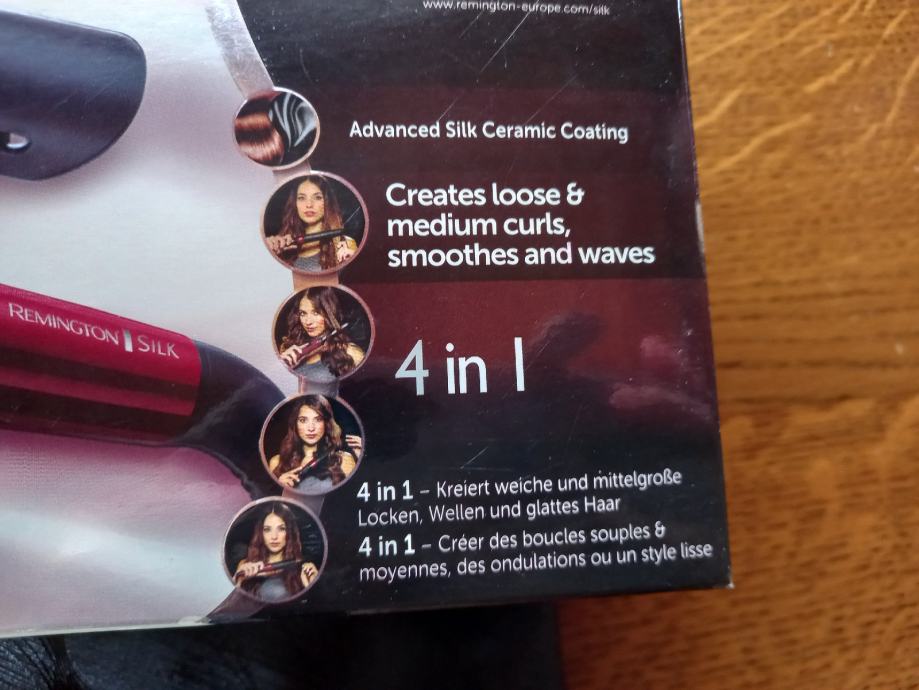 www.remington-europe.com/silk
Advanced Silk Ceramic Coating
Creates loose &
medium curls,
smoothes and waves
REMINGTON SILK
4 in 1
4 in 1 – Kreiert weiche und mittelgroße
Locken, Wellen und glattes Haar
4 in 1 – Créer des boucles souples &
moyennes, des ondulations ou un style lisse